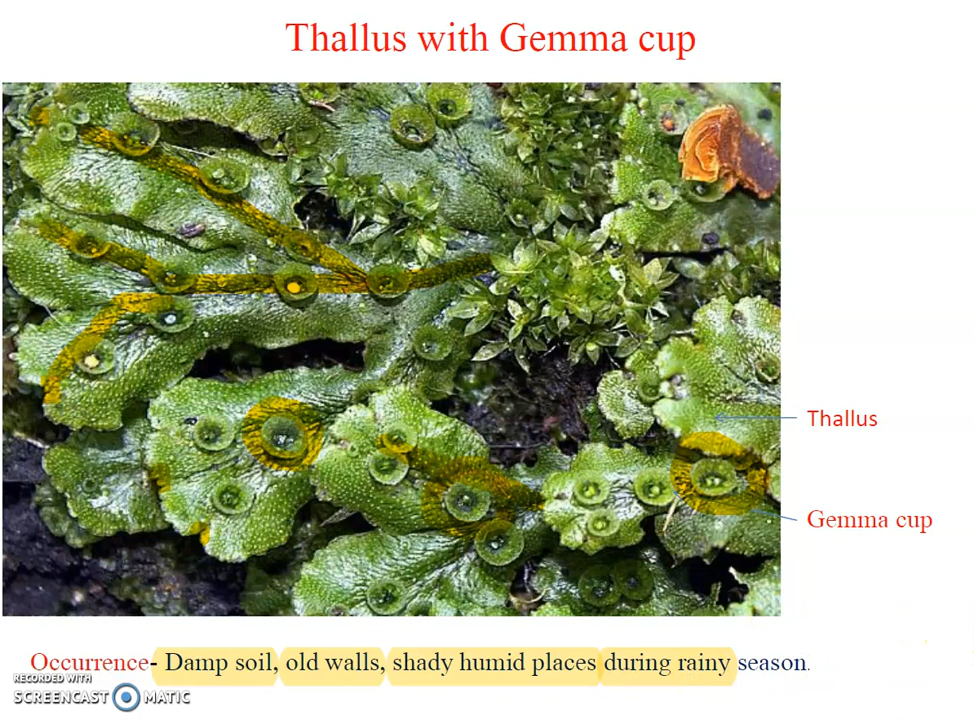 Thallus with Gemma cup
Thallus
Gemma cup
Occurrence- Damp soil, old walls, shady humid places during rainy season.
RECORDED WITH
SCREENCAST MATIC